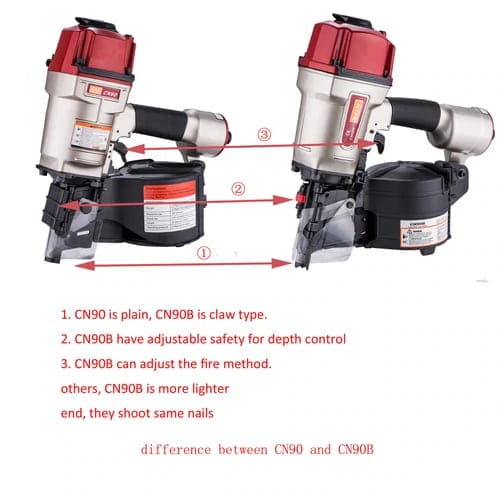 CN90
③
②
①
1. CN90 is plain, CN90B is claw type.
2. CN90B have adjustable safety for depth control
3. CN90B can adjust the fire method.
others, CN90B is more lighter
end, they shoot same nails
difference between CN90 and CN90B